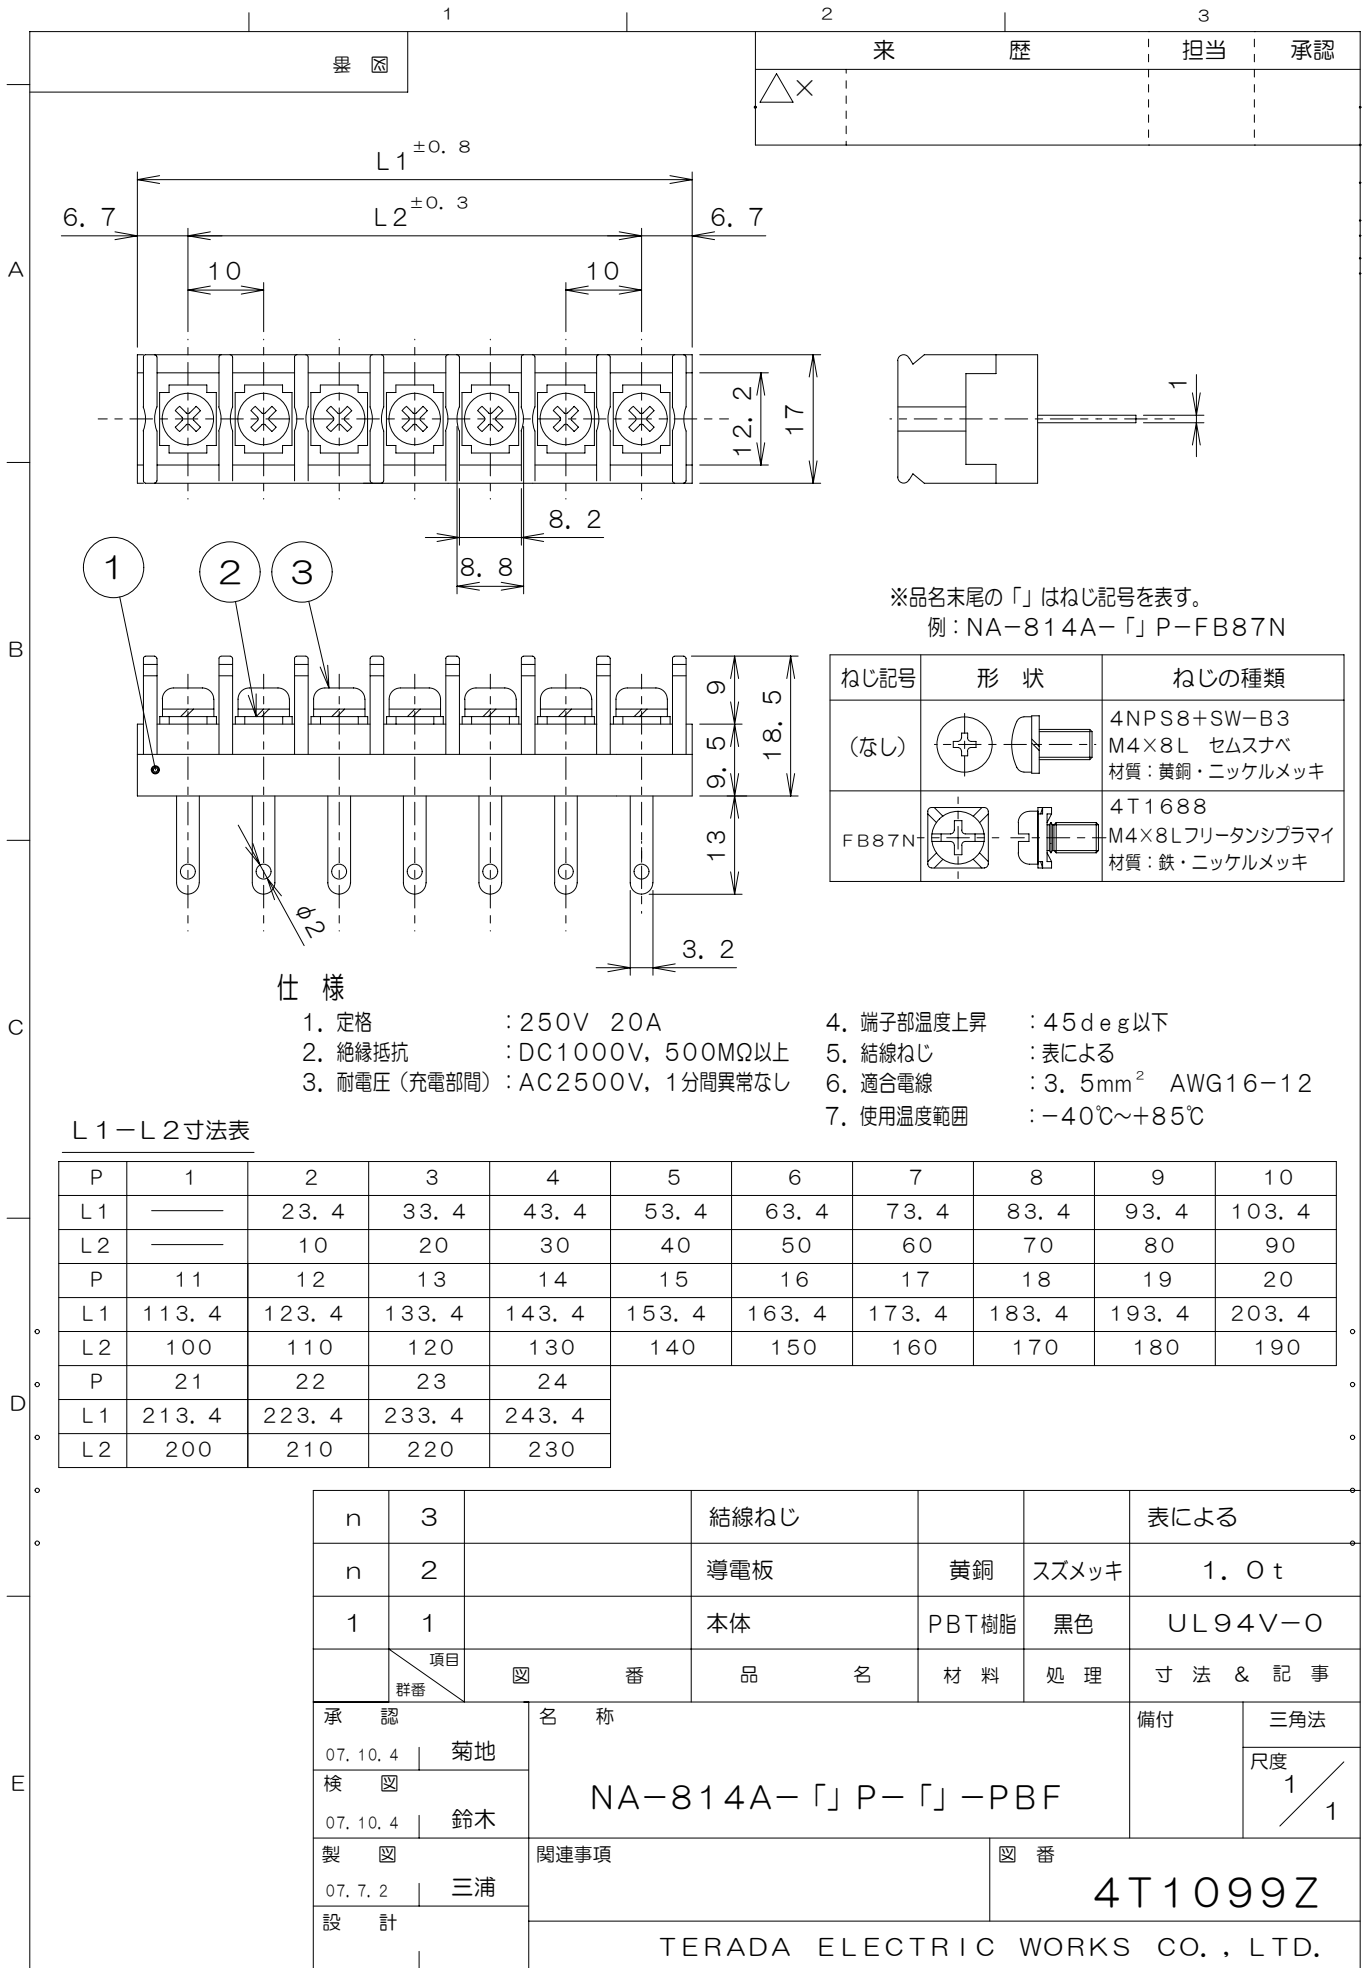 1 2 3
図番
来 歴 担当 承認
△×
L1±0.8
6.7 L2±0.3 6.7
10 10
A
12.2
17
1
8.2
8.8
1 2 3
※品名末尾の「」はねじ記号を表す。
例：NA－814A－「」P－FB87N
B
ねじ記号 形 状 ねじの種類
(なし)
4NPS8+SW－B3
M4×8L セムスナベ
材質：黄銅・ニッケルメッキ
FB87N
4T1688
M4×8Lフリータンシプラマイ
材質：鉄・ニッケルメッキ
9
9.5
18.5
13
φ2
3.2
C
仕 様
1. 定格 ：250V 20A
2. 絶縁抵抗 ：DC1000V, 500MΩ以上
3. 耐電圧（充電部間）：AC2500V, 1分間異常なし
4. 端子部温度上昇 ：45deg以下
5. 結線ねじ ：表による
6. 適合電線 ：3.5mm² AWG16－12
7. 使用温度範囲 ：－40℃～+85℃
L1－L2寸法表
P 1 2 3 4 5 6 7 8 9 10
L1 ―― 23.4 33.4 43.4 53.4 63.4 73.4 83.4 93.4 103.4
L2 ―― 10 20 30 40 50 60 70 80 90
P 11 12 13 14 15 16 17 18 19 20
L1 113.4 123.4 133.4 143.4 153.4 163.4 173.4 183.4 193.4 203.4
L2 100 110 120 130 140 150 160 170 180 190
P 21 22 23 24
L1 213.4 223.4 233.4 243.4
L2 200 210 220 230
D
n 3 結線ねじ 表による
n 2 導電板 黄銅 スズメッキ 1.0t
1 1 本体 PBT樹脂 黒色 UL94V－0
項目
群番
図 番 品 名 材 料 処 理 寸 法 & 記 事
E
承 認
07.10.4 菊地
検 図
07.10.4 鈴木
製 図
07.7.2 三浦
設 計
名 称
NA－814A－「」P－「」－PBF
備付 三角法
尺度
1/1
関連事項
図 番
4T1099Z
TERADA ELECTRIC WORKS CO., LTD.